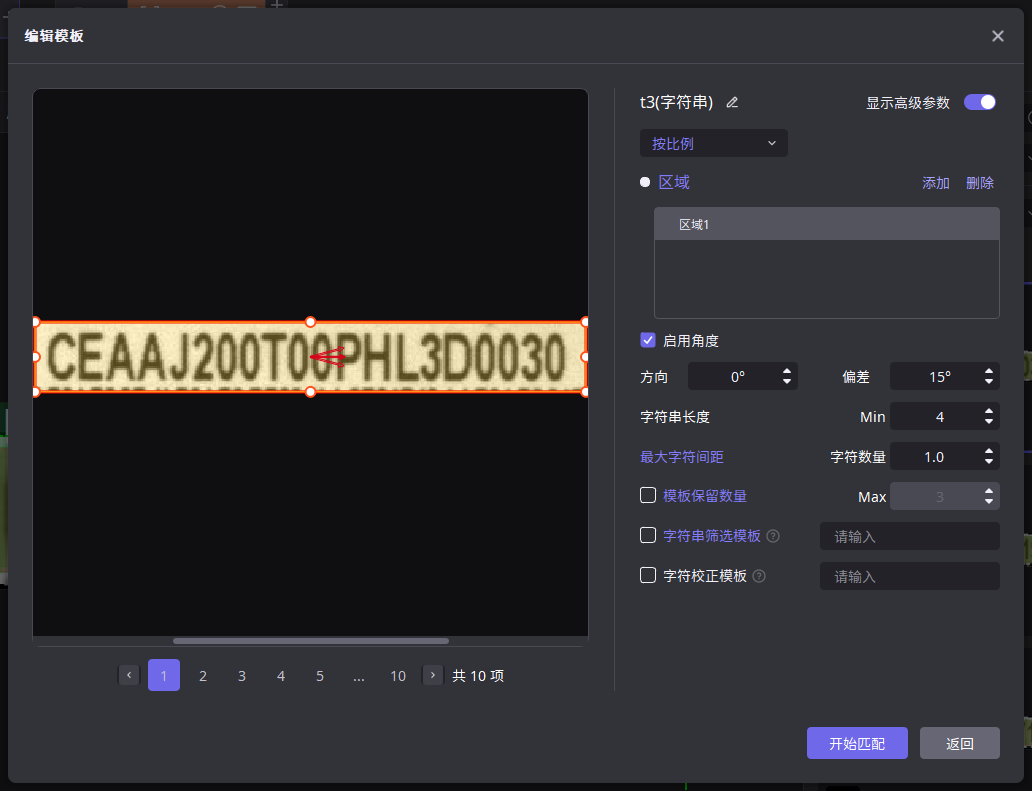 编辑模板
t3(字符串)
显示高级参数
按比例
区域
添加 删除
区域1
CEAAJ200T00PHL3D0030
启用角度
方向 0° 偏差 15°
字符串长度 Min 4
最大字符间距 字符数量 1.0
模板保留数量 Max 3
字符串筛选模板 ? 请输入
字符校正模板 ? 请输入
1 2 3 4 5 ... 10 共 10 项
开始匹配 返回